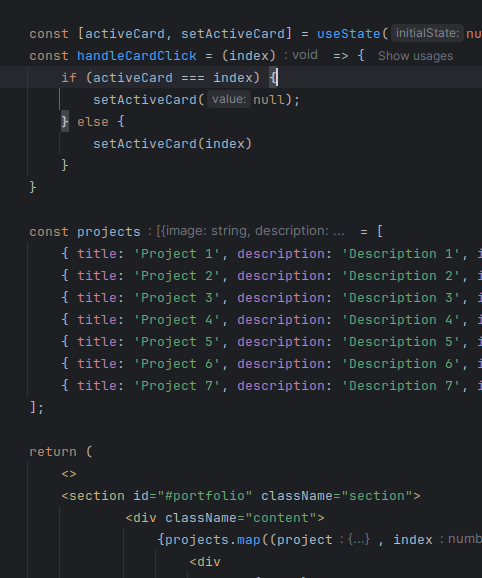 const [activeCard, setActiveCard] = useState( initialState: nu
const handleCardClick = (index) : void => { Show usages
if (activeCard === index) {
setActiveCard( value: null);
} else {
setActiveCard(index)
}
}
const projects : [{image: string, description: ... = [
{ title: 'Project 1', description: 'Description 1', i
{ title: 'Project 2', description: 'Description 2', i
{ title: 'Project 3', description: 'Description 3', i
{ title: 'Project 4', description: 'Description 4', i
{ title: 'Project 5', description: 'Description 5', i
{ title: 'Project 6', description: 'Description 6', i
{ title: 'Project 7', description: 'Description 7', i
];
return (
<>
<section id="#portfolio" className="section">
<div className="content">
{projects.map((project : {...} , index : numb
<div